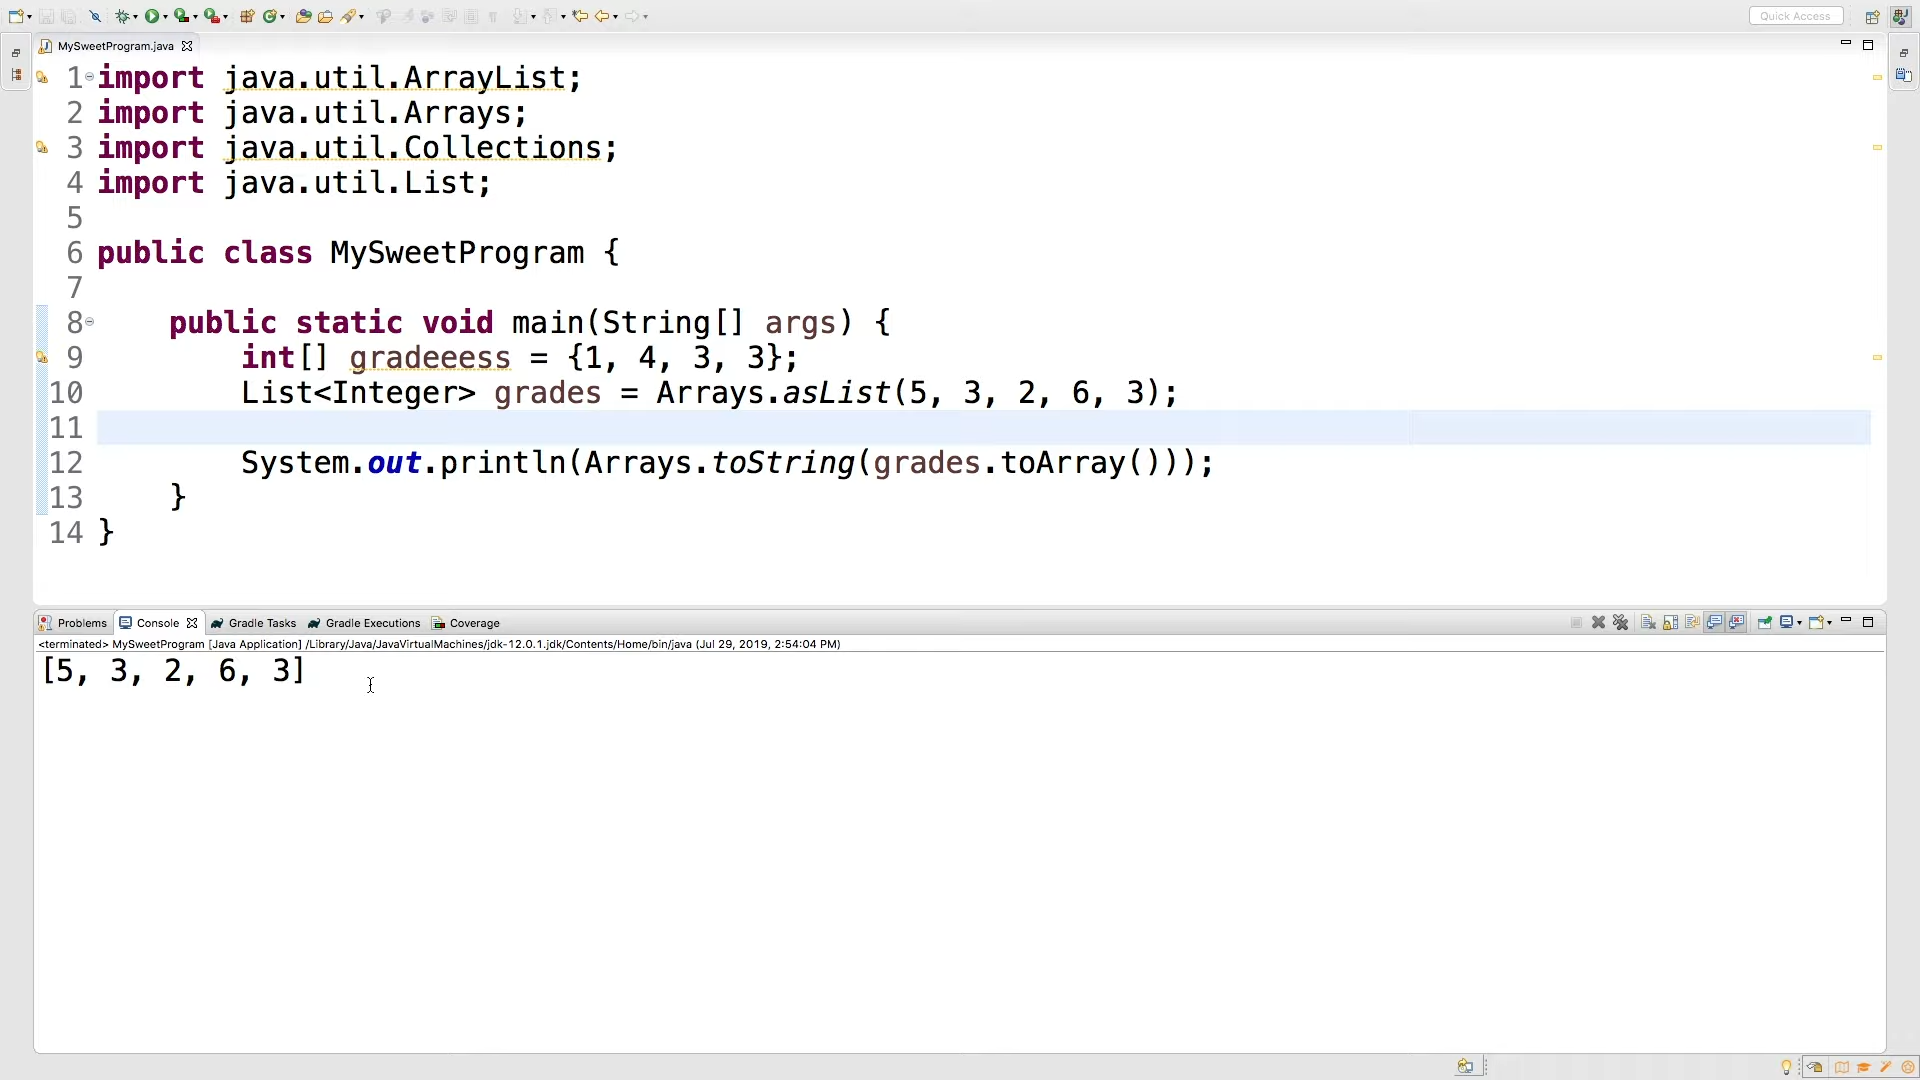 Quick Access
MySweetProgram.java
1 import java.util.ArrayList;
2 import java.util.Arrays;
3 import java.util.Collections;
4 import java.util.List;
5
6 public class MySweetProgram {
7
8 public static void main(String[] args) {
9 int[] gradeeess = {1, 4, 3, 3};
10 List<Integer> grades = Arrays.asList(5, 3, 2, 6, 3);
11
12 System.out.println(Arrays.toString(grades.toArray()));
13 }
14 }
Problems Console Gradle Tasks Gradle Executions Coverage
<terminated> MySweetProgram [Java Application] /Library/Java/JavaVirtualMachines/jdk-12.0.1.jdk/Contents/Home/bin/java (Jul 29, 2019, 2:54:04 PM)
[5, 3, 2, 6, 3]